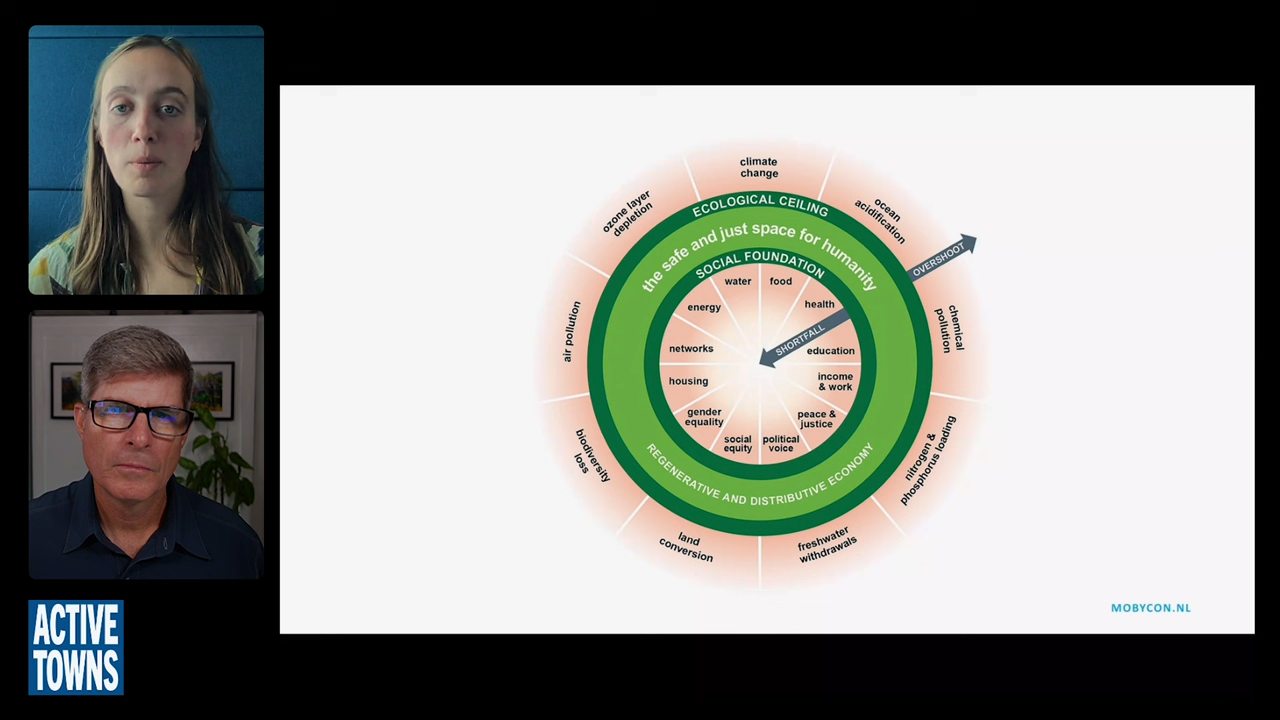 climate
change
ozone layer
depletion
ocean
acidification
ECOLOGICAL CEILING
the safe and just space for humanity
OVERSHOOT
SOCIAL FOUNDATION
water
food
energy
health
air pollution
chemical
pollution
SHORTFALL
networks
education
housing
income
& work
gender
equality
peace &
justice
social
equity
political
voice
biodiversity
loss
nitrogen &
phosphorus loading
REGENERATIVE AND DISTRIBUTIVE ECONOMY
land
conversion
freshwater
withdrawals
MOBYCON.NL
ACTIVE
TOWNS